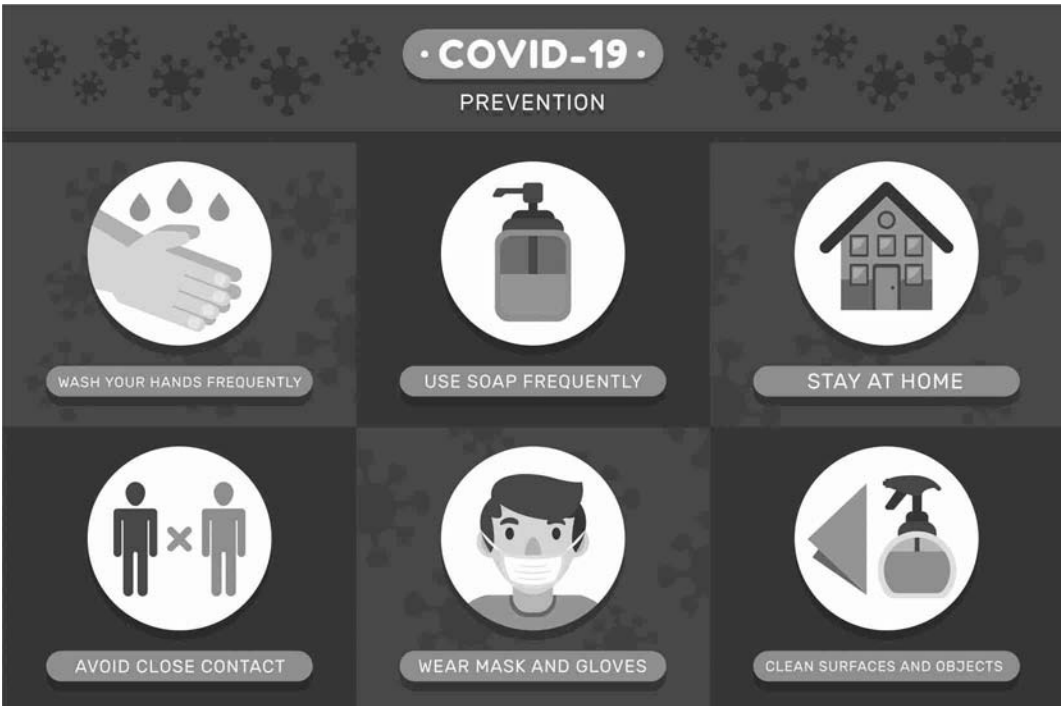 · COVID-19 ·
PREVENTION
WASH YOUR HANDS FREQUENTLY
USE SOAP FREQUENTLY
STAY AT HOME
AVOID CLOSE CONTACT
WEAR MASK AND GLOVES
CLEAN SURFACES AND OBJECTS